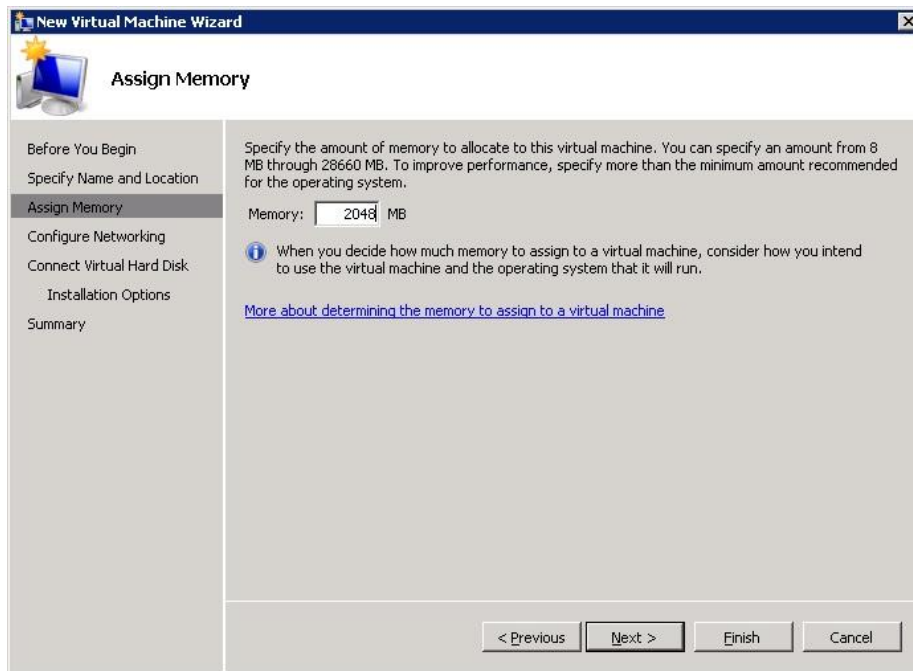 New Virtual Machine Wizard
Assign Memory
Before You Begin
Specify Name and Location
Assign Memory
Configure Networking
Connect Virtual Hard Disk
Installation Options
Summary
Specify the amount of memory to allocate to this virtual machine. You can specify an amount from 8
MB through 28660 MB. To improve performance, specify more than the minimum amount recommended
for the operating system.
Memory: 2048 MB
When you decide how much memory to assign to a virtual machine, consider how you intend
to use the virtual machine and the operating system that it will run.
More about determining the memory to assign to a virtual machine
< Previous Next > Finish Cancel